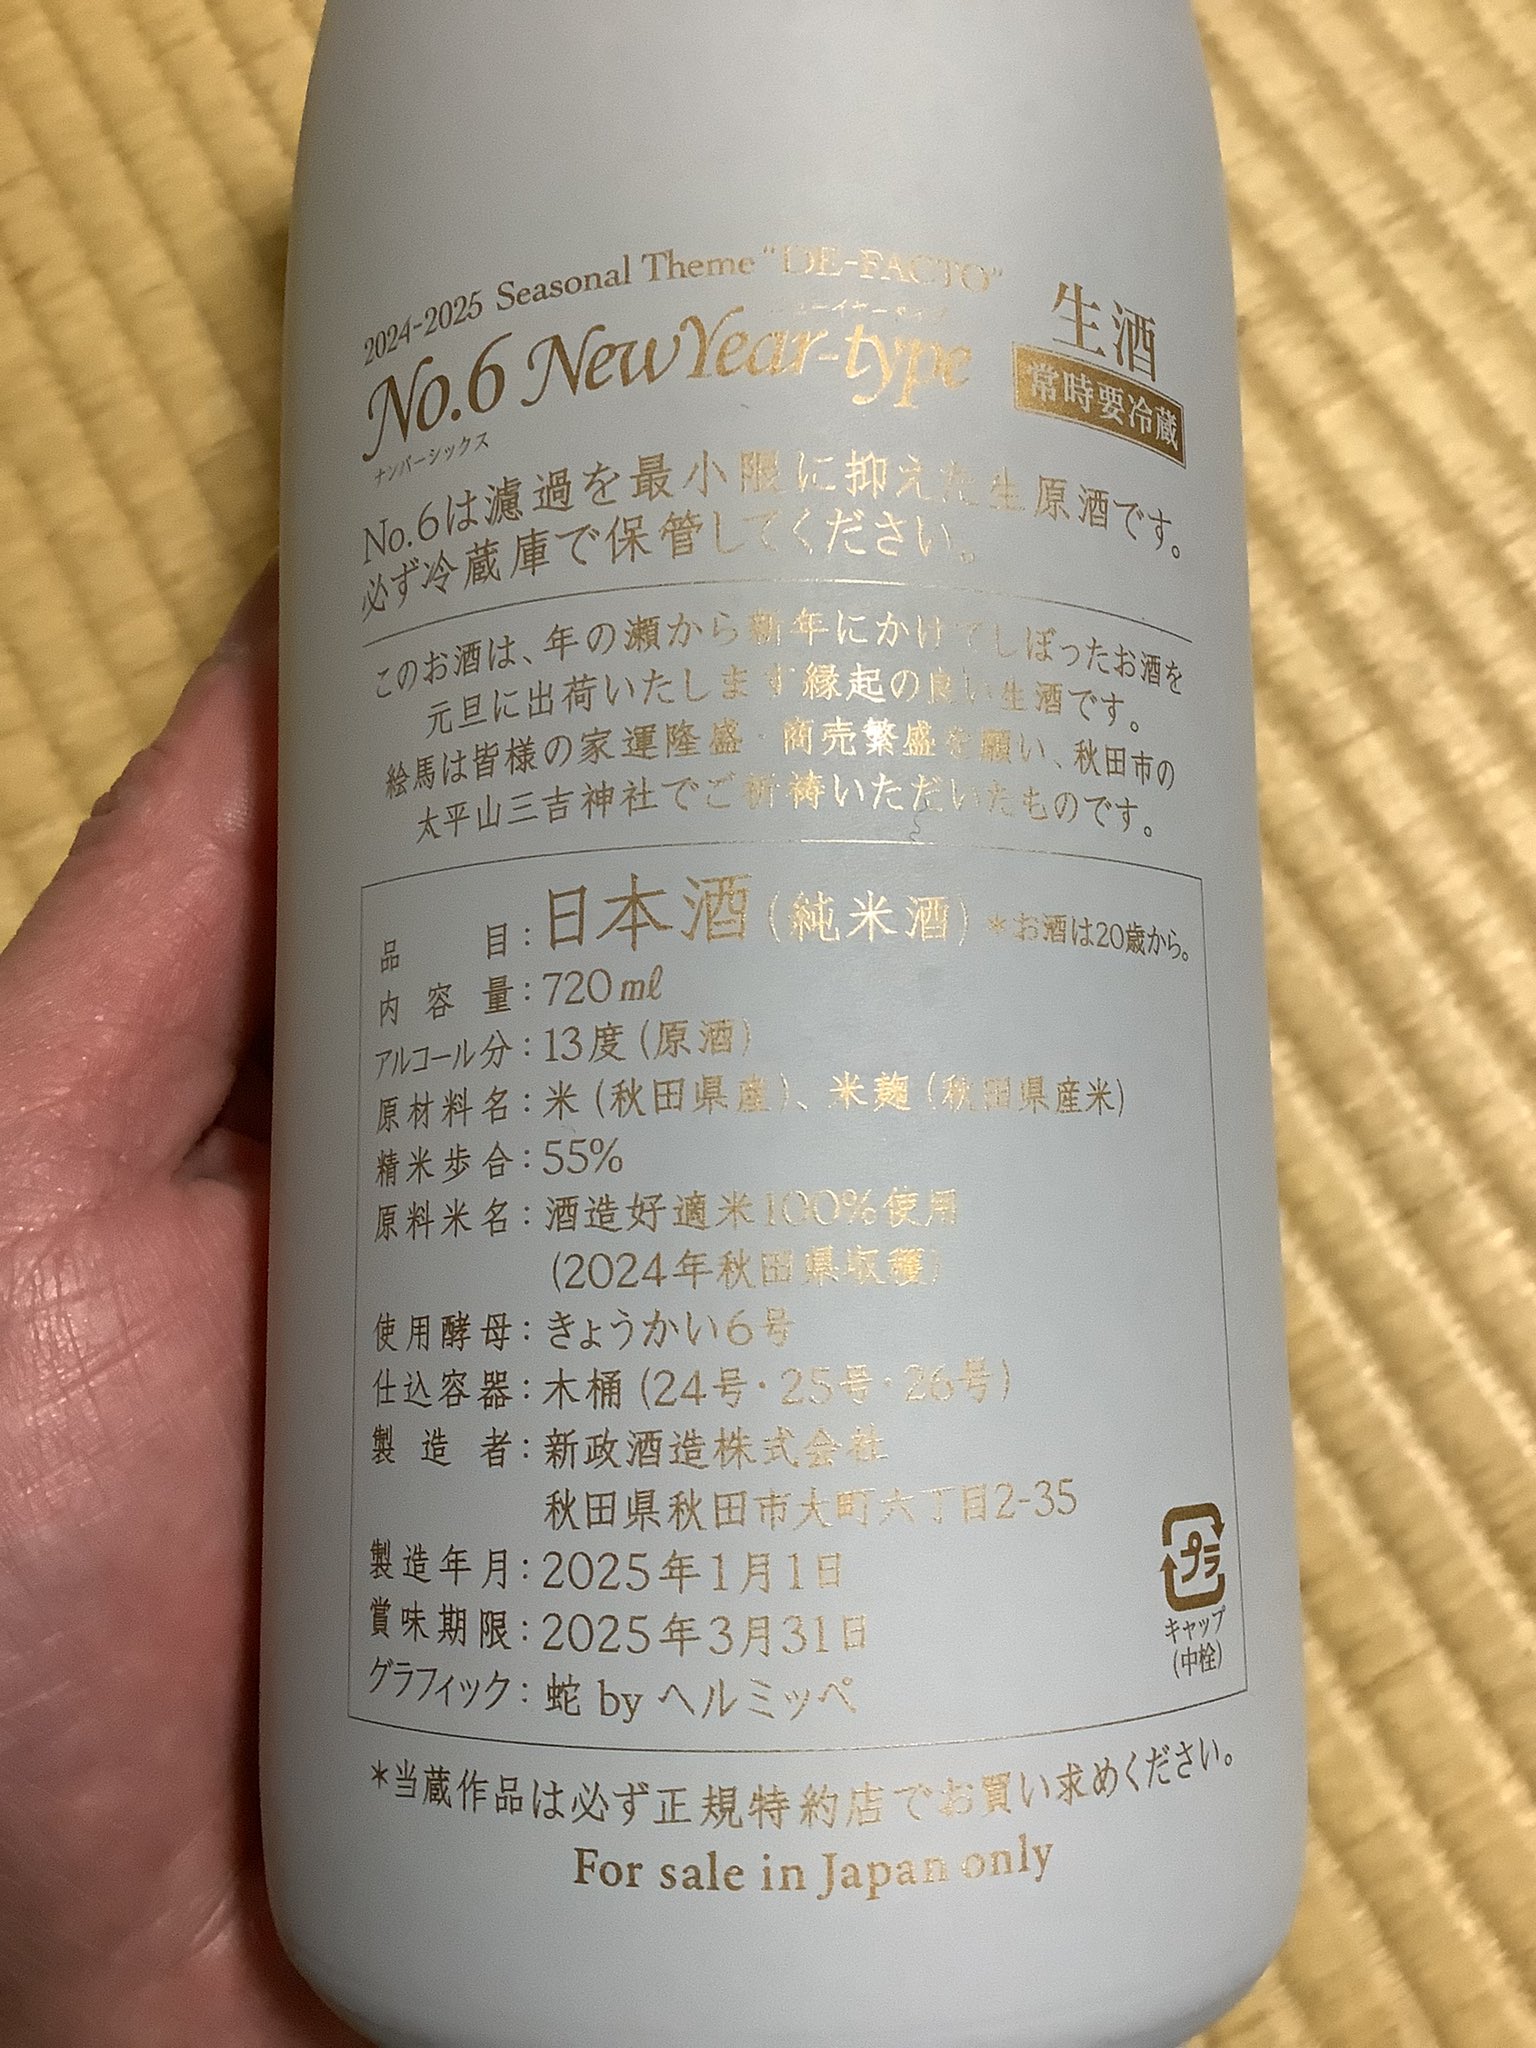 2024-2025 Seasonal Theme "DE-FACTO"
ニューイヤータイプ
No.6 NewYear-type
ナンバーシックス
生酒
常時要冷蔵
No.6は濾過を最小限に抑えた生原酒です。
必ず冷蔵庫で保管してください。
このお酒は、年の瀬から新年にかけてしぼったお酒を
元旦に出荷いたします縁起の良い生酒です。
絵馬は皆様の家運隆盛・商売繁盛を願い、秋田市の
太平山三吉神社でご祈祷いただいたものです。
品目:日本酒(純米酒)*お酒は20歳から。
内容量:720㎖
アルコール分:13度(原酒)
原材料名:米(秋田県産)、米麹(秋田県産米)
精米歩合:55%
原料米名:酒造好適米100%使用
(2024年秋田県収穫)
使用酵母:きょうかい6号
仕込容器:木桶(24号・25号・26号)
製造者:新政酒造株式会社
秋田県秋田市大町六丁目2-35
製造年月:2025年1月1日
賞味期限:2025年3月31日
グラフィック:蛇 by ヘルミッペ
プラ
キャップ
(中栓)
*当蔵作品は必ず正規特約店でお買い求めください。
For sale in Japan only